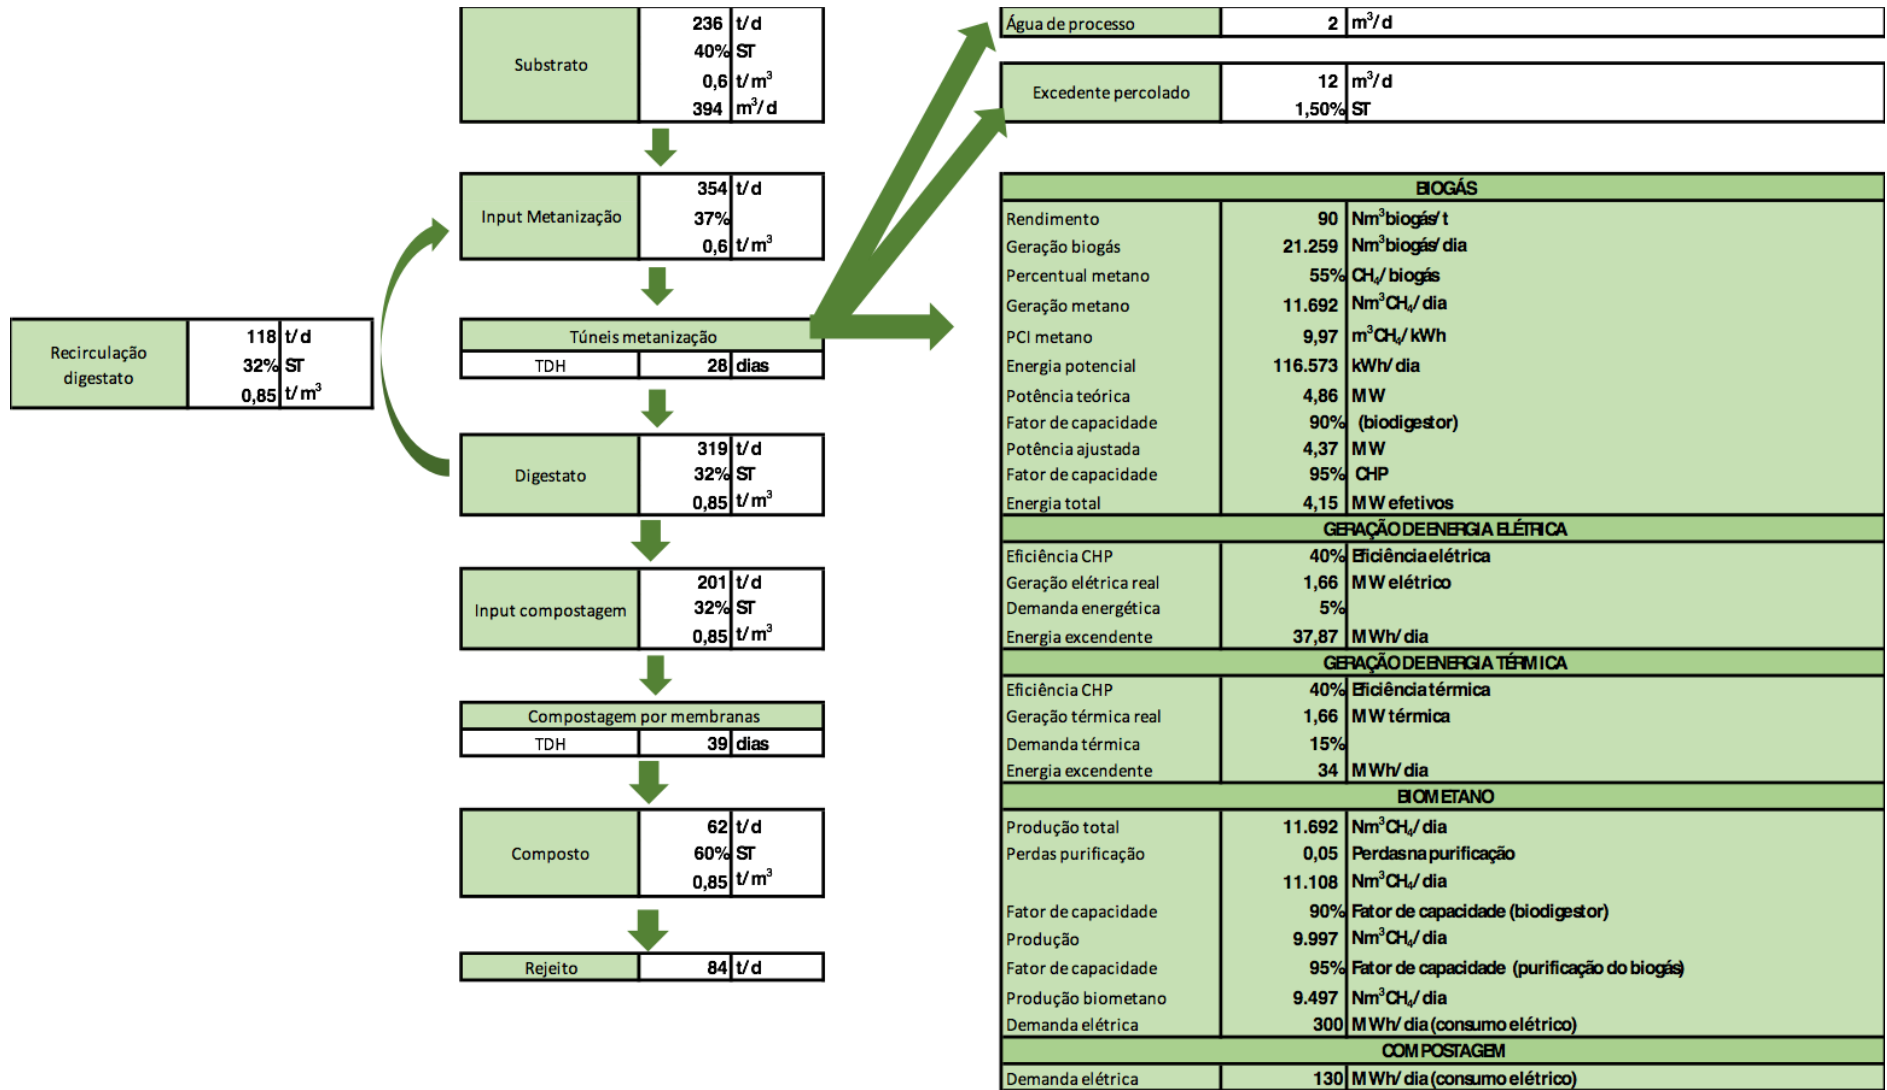 Substrato
236 t/d
40% ST
0,6 t/m³
394 m³/d
Input Metanização
354 t/d
37%
0,6 t/m³
Túneis metanização
TDH 28 dias
Recirculação digestato
118 t/d
32% ST
0,85 t/m³
Digestato
319 t/d
32% ST
0,85 t/m³
Input compostagem
201 t/d
32% ST
0,85 t/m³
Compostagem por membranas
TDH 39 dias
Composto
62 t/d
60% ST
0,85 t/m³
Rejeito 84 t/d
Água de processo 2 m³/d
Excedente percolado
12 m³/d
1,50% ST
BIOGÁS
Rendimento 90 Nm³biogás/t
Geração biogás 21.259 Nm³biogás/dia
Percentual metano 55% CH₄/biogás
Geração metano 11.692 Nm³CH₄/dia
PCI metano 9,97 m³CH₄/kWh
Energia potencial 116.573 kWh/dia
Potência teórica 4,86 MW
Fator de capacidade 90% (biodigestor)
Potência ajustada 4,37 MW
Fator de capacidade 95% CHP
Energia total 4,15 MW efetivos
GERAÇÃO DE ENERGIA ELÉTRICA
Eficiência CHP 40% Eficiência elétrica
Geração elétrica real 1,66 MW elétrico
Demanda energética 5%
Energia excendente 37,87 MWh/dia
GERAÇÃO DE ENERGIA TÉRMICA
Eficiência CHP 40% Eficiência térmica
Geração térmica real 1,66 MW térmica
Demanda térmica 15%
Energia excendente 34 MWh/dia
BIOMETANO
Produção total 11.692 Nm³CH₄/dia
Perdas purificação 0,05 Perdas na purificação
11.108 Nm³CH₄/dia
Fator de capacidade 90% Fator de capacidade (biodigestor)
Produção 9.997 Nm³CH₄/dia
Fator de capacidade 95% Fator de capacidade (purificação do biogás)
Produção biometano 9.497 Nm³CH₄/dia
Demanda elétrica 300 MWh/dia (consumo elétrico)
COMPOSTAGEM
Demanda elétrica 130 MWh/dia (consumo elétrico)